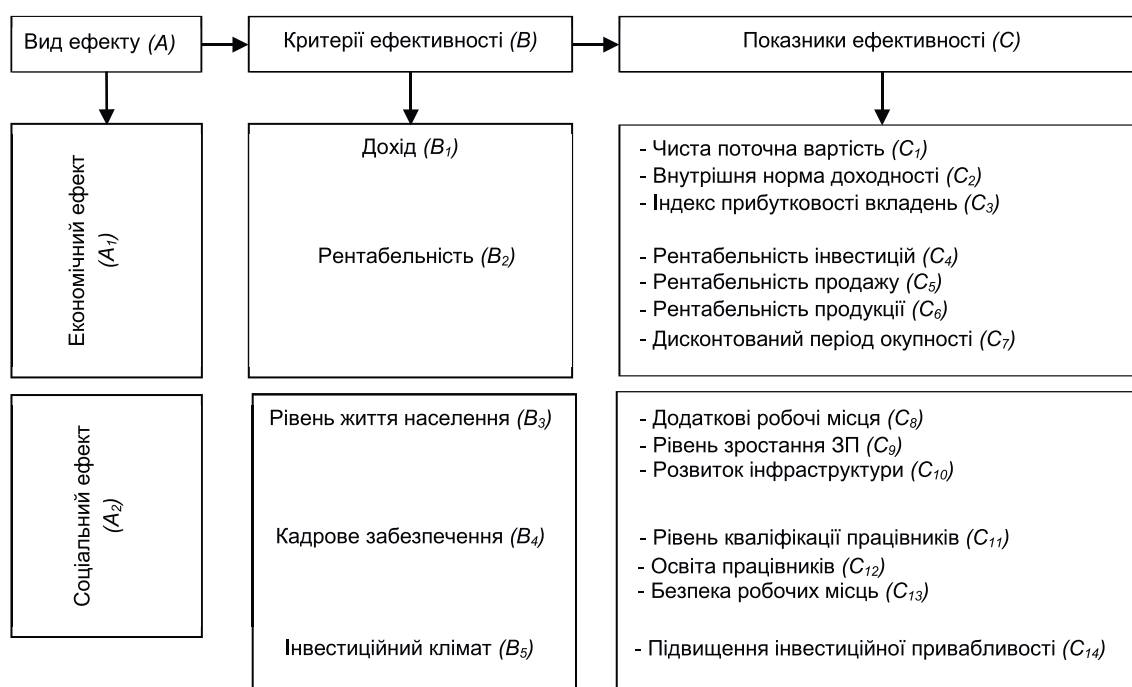 Вид ефекту (A)
Критерії ефективності (B)
Показники ефективності (C)
Економічний ефект
(A₁)
Дохід (B₁)
Рентабельність (B₂)
- Чиста поточна вартість (C₁)
- Внутрішня норма доходності (C₂)
- Індекс прибутковості вкладень (C₃)
- Рентабельність інвестицій (C₄)
- Рентабельність продажу (C₅)
- Рентабельність продукції (C₆)
- Дисконтований період окупності (C₇)
Соціальний ефект
(A₂)
Рівень життя населення (B₃)
Кадрове забезпечення (B₄)
Інвестиційний клімат (B₅)
- Додаткові робочі місця (C₈)
- Рівень зростання ЗП (C₉)
- Розвиток інфраструктури (C₁₀)
- Рівень кваліфікації працівників (C₁₁)
- Освіта працівників (C₁₂)
- Безпека робочих місць (C₁₃)
- Підвищення інвестиційної привабливості (C₁₄)